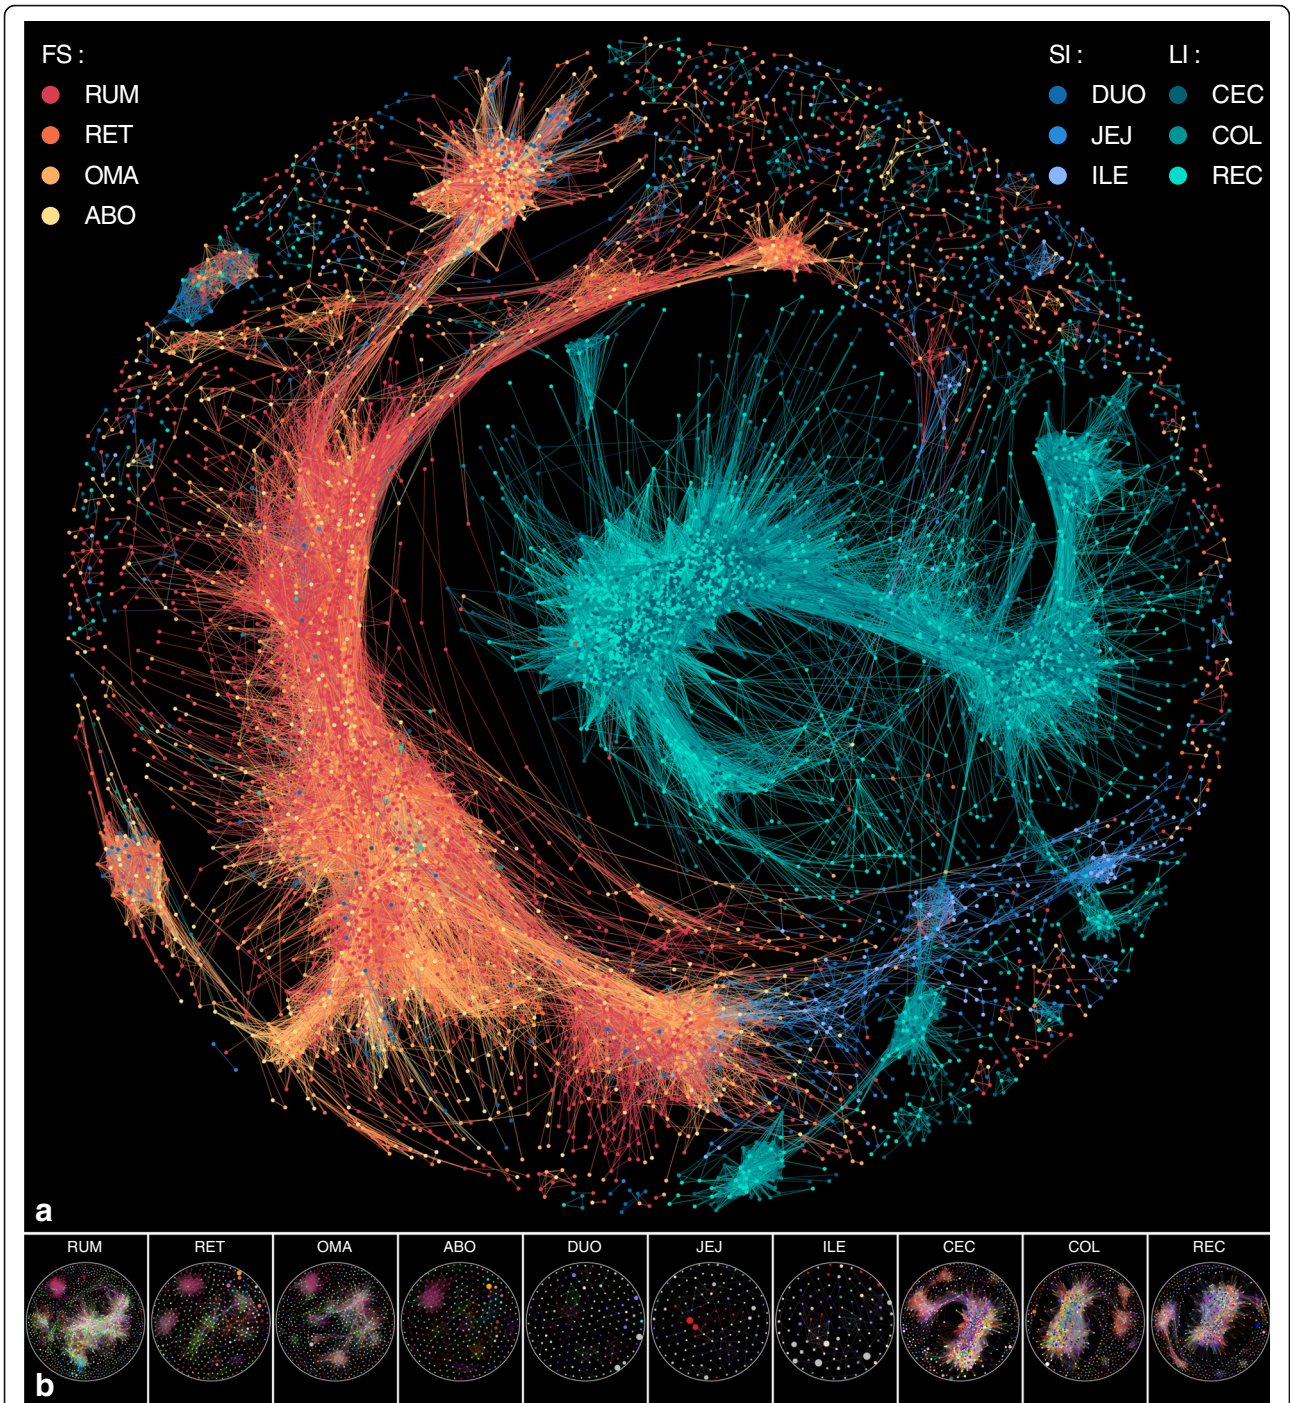 FS :
RUM
RET
OMA
ABO
SI :
DUO
JEJ
ILE
LI :
CEC
COL
REC
a
RUM RET OMA ABO DUO JEJ ILE CEC COL REC
b